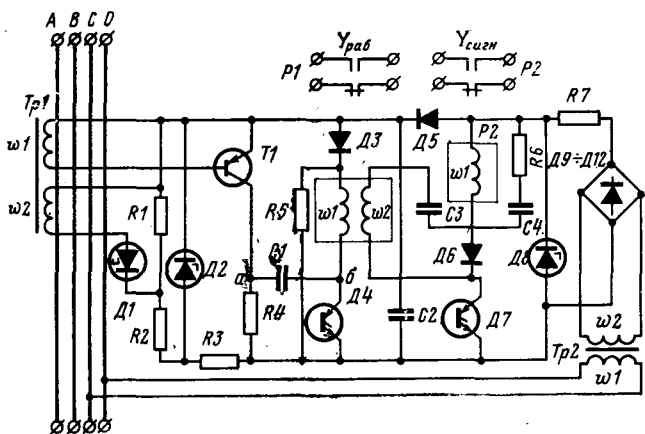 A B C D
Yраб Yсигн
P1 P2
Tp1 R7
w1 T1 Д3 Д5 P2 w1 R6 Д9÷Д12
w2 R1 R5 w1 w2 C3 C4
Д2 Д6 Д8
Д1 а C1 б Д4 w2
R2 R3 R4 C2 Д7 Tp2
w1